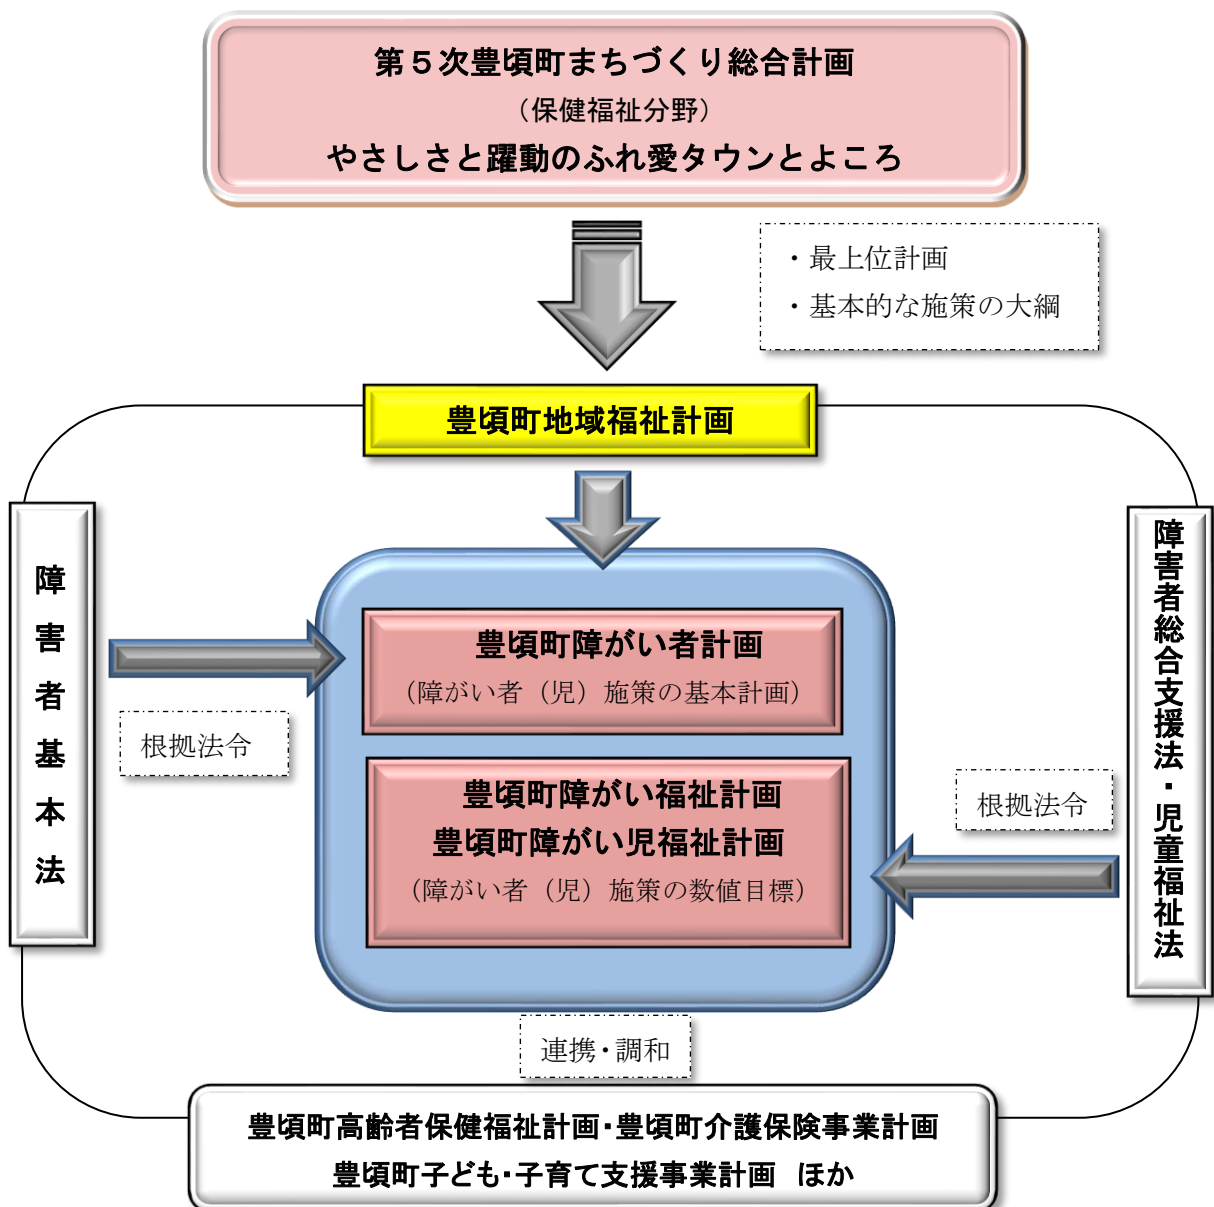 第５次豊頃町まちづくり総合計画
（保健福祉分野）
やさしさと躍動のふれ愛タウンとよころ
・最上位計画
・基本的な施策の大綱
豊頃町地域福祉計画
障害者基本法
根拠法令
豊頃町障がい者計画
（障がい者（児）施策の基本計画）
豊頃町障がい福祉計画
豊頃町障がい児福祉計画
（障がい者（児）施策の数値目標）
根拠法令
障害者総合支援法・児童福祉法
連携・調和
豊頃町高齢者保健福祉計画・豊頃町介護保険事業計画
豊頃町子ども・子育て支援事業計画　ほか